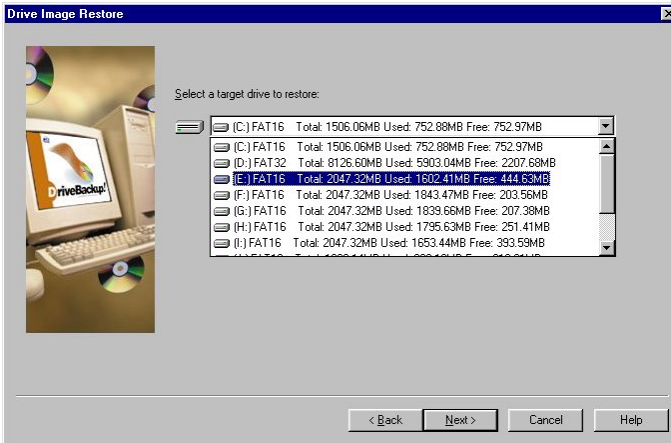 Drive Image Restore
Select a target drive to restore:
(C:) FAT16 Total: 1506.06MB Used: 752.88MB Free: 752.97MB
(C:) FAT16 Total: 1506.06MB Used: 752.88MB Free: 752.97MB
(D:) FAT32 Total: 8126.60MB Used: 5903.04MB Free: 2207.68MB
(E:) FAT16 Total: 2047.32MB Used: 1602.41MB Free: 444.63MB
(F:) FAT16 Total: 2047.32MB Used: 1843.47MB Free: 203.56MB
(G:) FAT16 Total: 2047.32MB Used: 1839.66MB Free: 207.38MB
(H:) FAT16 Total: 2047.32MB Used: 1795.63MB Free: 251.41MB
(I:) FAT16 Total: 2047.32MB Used: 1653.44MB Free: 393.59MB
DriveBackup!
< Back Next > Cancel Help